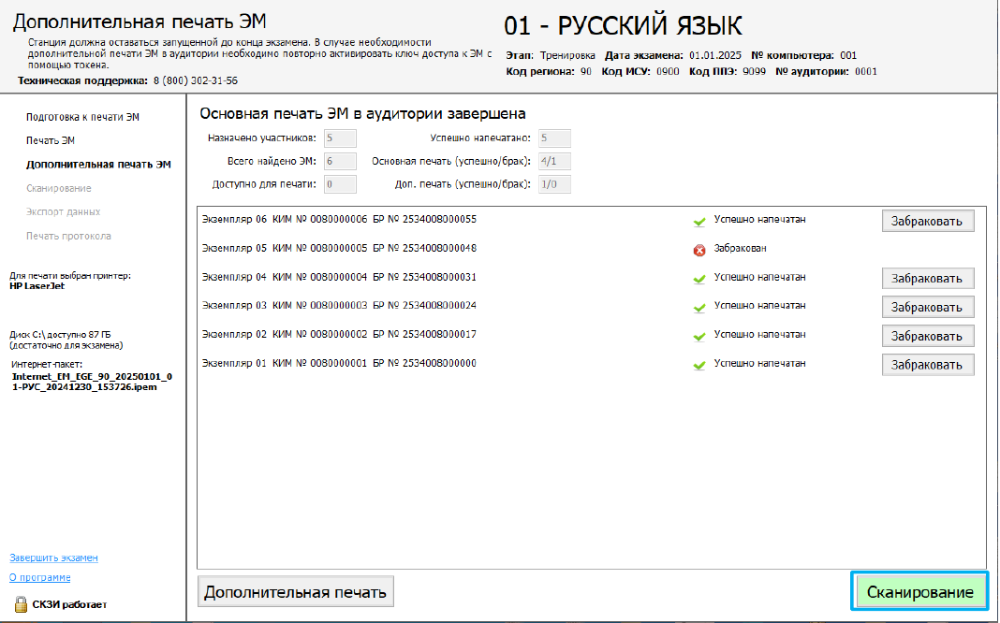 Дополнительная печать ЭМ
Станция должна оставаться запущенной до конца экзамена. В случае необходимости
дополнительной печати ЭМ в аудитории необходимо повторно активировать ключ доступа к ЭМ с
помощью токена.
Техническая поддержка: 8 (800) 302-31-56
01 - РУССКИЙ ЯЗЫК
Этап: Тренировка Дата экзамена: 01.01.2025 № компьютера: 001
Код региона: 90 Код МСУ: 0900 Код ППЭ: 9099 № аудитории: 0001
Подготовка к печати ЭМ
Печать ЭМ
Дополнительная печать ЭМ
Сканирование
Экспорт данных
Печать протокола
Для печати выбран принтер:
HP LaserJet
Диск C:\ доступно 87 ГБ
(достаточно для экзамена)
Интернет-пакет:
Internet_EM_EGE_90_20250101_0
1-РУС_20241230_153726.ipem
Завершить экзамен
О программе
СКЗИ работает
Основная печать ЭМ в аудитории завершена
Назначено участников: 5 Успешно напечатано: 5
Всего найдено ЭМ: 6 Основная печать (успешно/брак): 4/1
Доступно для печати: 0 Доп. печать (успешно/брак): 1/0
Экземпляр 06 КИМ № 0080000006 БР № 2534008000055 Успешно напечатан Забраковать
Экземпляр 05 КИМ № 0080000005 БР № 2534008000048 Забракован
Экземпляр 04 КИМ № 0080000004 БР № 2534008000031 Успешно напечатан Забраковать
Экземпляр 03 КИМ № 0080000003 БР № 2534008000024 Успешно напечатан Забраковать
Экземпляр 02 КИМ № 0080000002 БР № 2534008000017 Успешно напечатан Забраковать
Экземпляр 01 КИМ № 0080000001 БР № 2534008000000 Успешно напечатан Забраковать
Дополнительная печать Сканирование